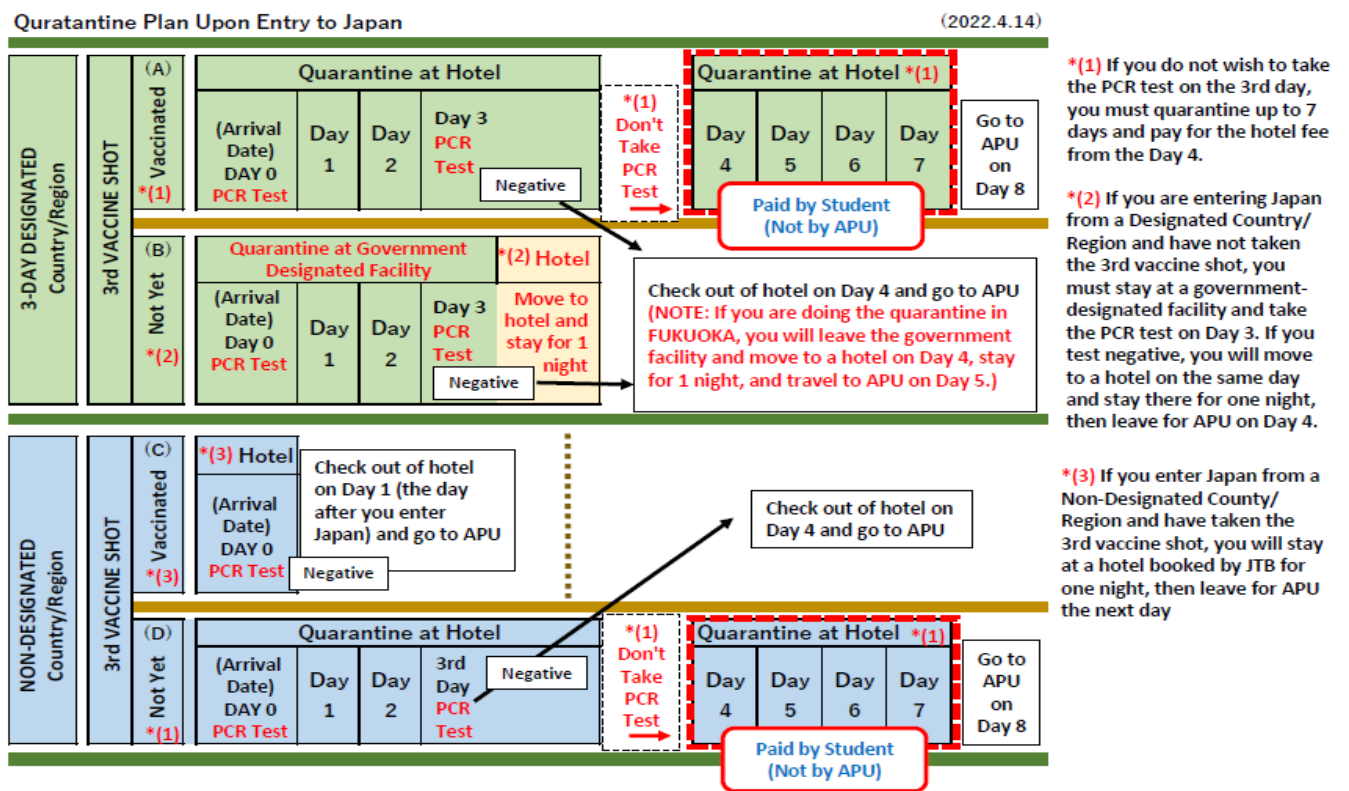 Quratantine Plan Upon Entry to Japan
(2022.4.14)
3-DAY DESIGNATED
Country/Region
3rd VACCINE SHOT
(A)
Vaccinated
*(1)
Quarantine at Hotel
(Arrival
Date)
DAY 0
PCR Test
Day
1
Day
2
Day 3
PCR
Test
Negative
*(1)
Don't
Take
PCR
Test
Quarantine at Hotel *(1)
Day
4
Day
5
Day
6
Day
7
Paid by Student
(Not by APU)
Go to
APU
on
Day 8
(B)
Not Yet
*(2)
Quarantine at Government
Designated Facility
*(2) Hotel
(Arrival
Date)
Day 0
PCR Test
Day
1
Day
2
Day 3
PCR
Test
Negative
Move to
hotel and
stay for 1
night
Check out of hotel on Day 4 and go to APU
(NOTE: If you are doing the quarantine in
FUKUOKA, you will leave the government
facility and move to a hotel on Day 4, stay
for 1 night, and travel to APU on Day 5.)
NON-DESIGNATED
Country/Region
3rd VACCINE SHOT
(C)
Vaccinated
*(3)
*(3) Hotel
(Arrival
Date)
DAY 0
PCR Test
Negative
Check out of hotel
on Day 1 (the day
after you enter
Japan) and go to APU
Check out of hotel on
Day 4 and go to APU
(D)
Not Yet
*(1)
Quarantine at Hotel
(Arrival
Date)
DAY 0
PCR Test
Day
1
Day
2
3rd
Day
PCR
Test
Negative
*(1)
Don't
Take
PCR
Test
Quarantine at Hotel *(1)
Day
4
Day
5
Day
6
Day
7
Paid by Student
(Not by APU)
Go to
APU
on
Day 8
*(1) If you do not wish to take
the PCR test on the 3rd day,
you must quarantine up to 7
days and pay for the hotel fee
from the Day 4.
*(2) If you are entering Japan
from a Designated Country/
Region and have not taken
the 3rd vaccine shot, you
must stay at a government-
designated facility and take
the PCR test on Day 3. If you
test negative, you will move
to a hotel on the same day
and stay there for one night,
then leave for APU on Day 4.
*(3) If you enter Japan from a
Non-Designated County/
Region and have taken the
3rd vaccine shot, you will stay
at a hotel booked by JTB for
one night, then leave for APU
the next day